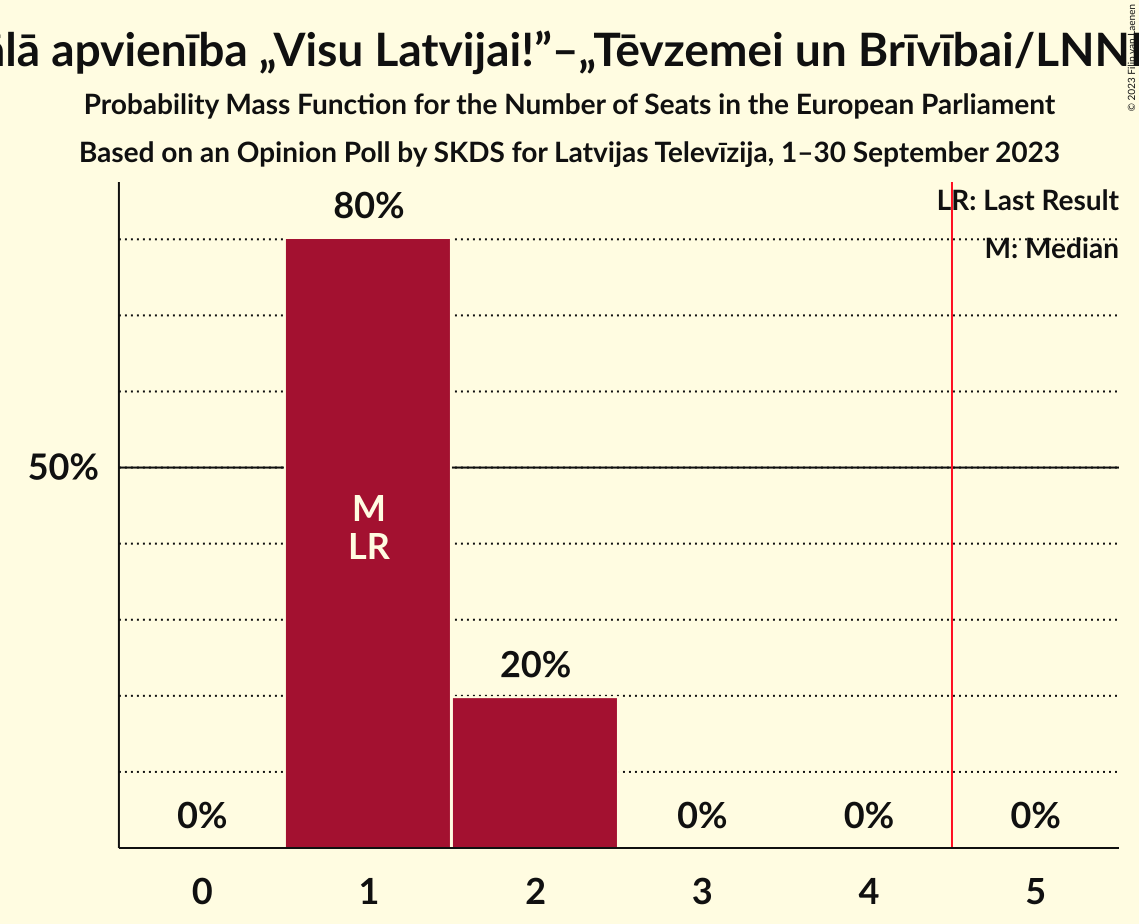 apvienība „Visu Latvijai!”–„Tēvzemei un Brīvībai/LNN
Probability Mass Function for the Number of Seats in the European Parliament
Based on an Opinion Poll by SKDS for Latvijas Televīzija, 1–30 September 2023
© 2023 Filip van Laenen
LR: Last Result
M: Median
80%
50%
M
LR
20%
0% 0% 0% 0%
0 1 2 3 4 5